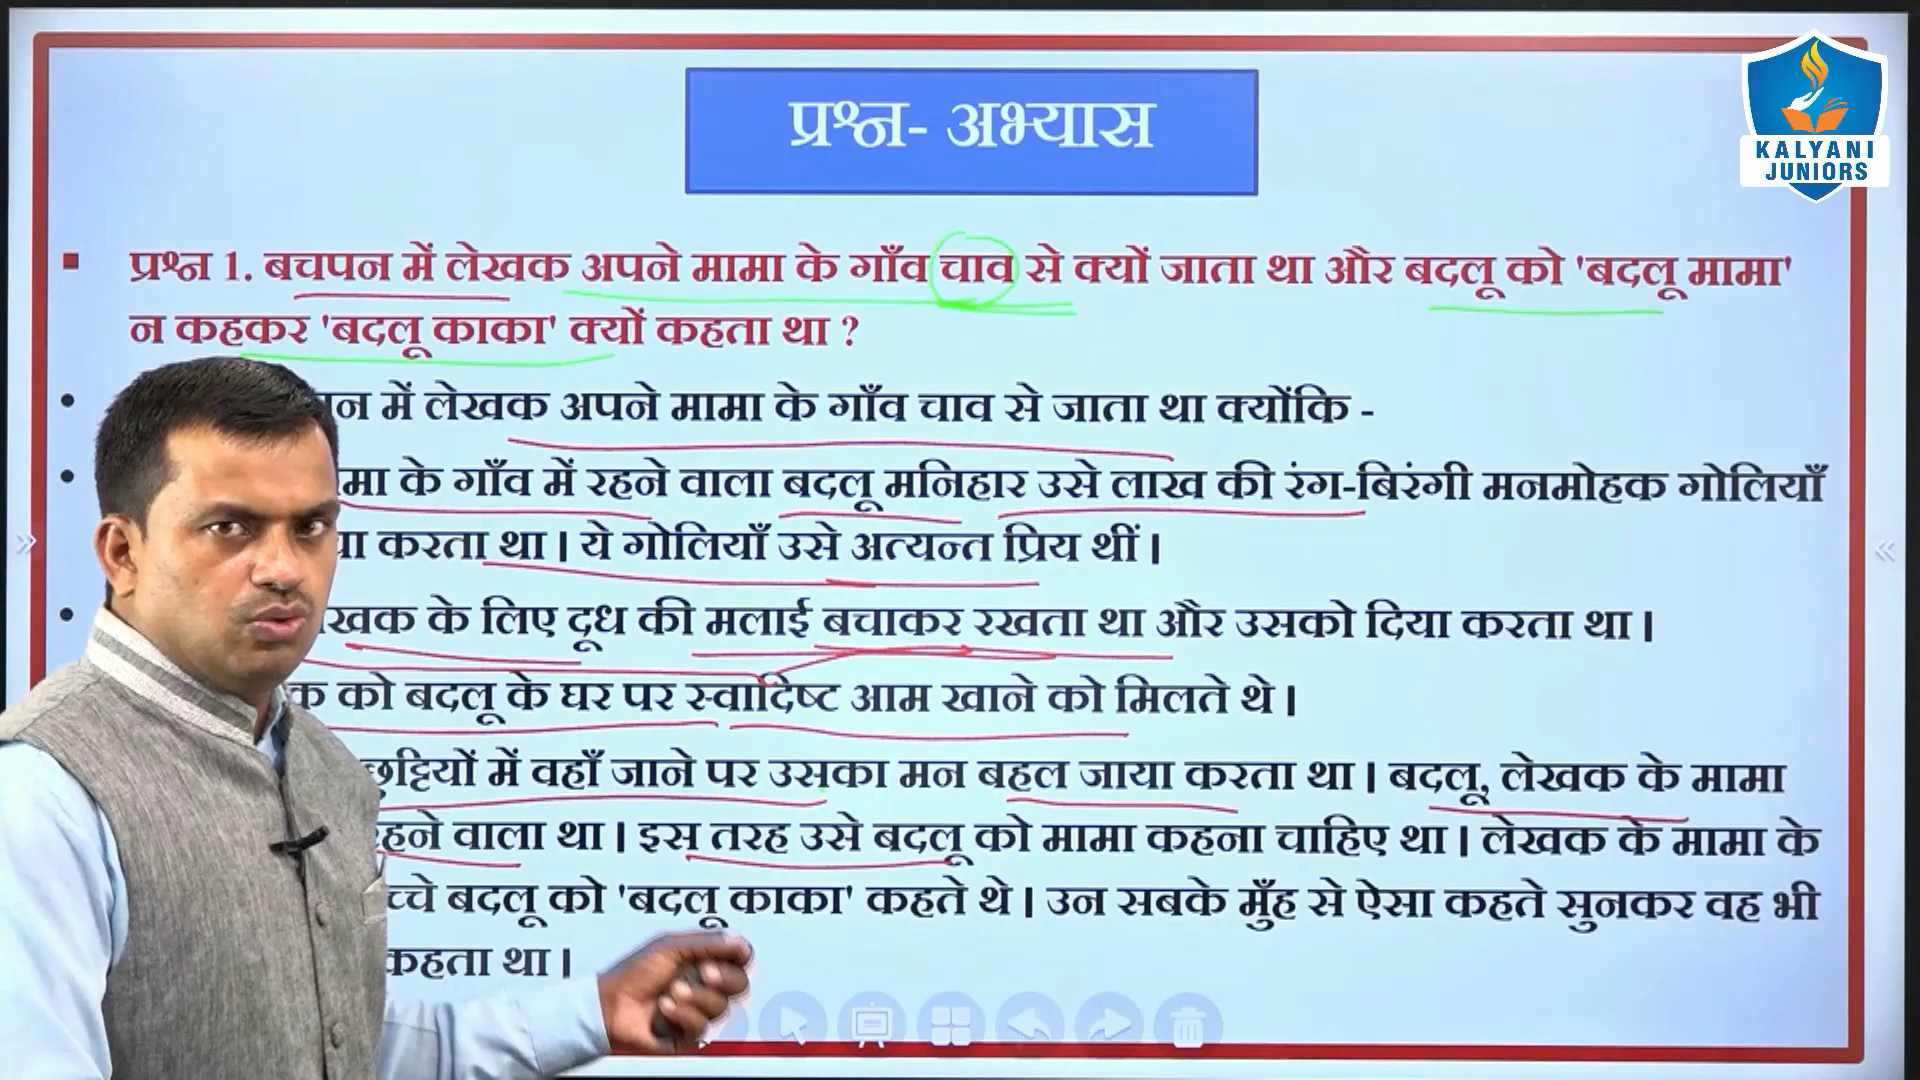 प्रश्न- अभ्यास
KALYANI
JUNIORS
प्रश्न 1. बचपन में लेखक अपने मामा के गाँव चाव से क्यों जाता था और बदलू को 'बदलू मामा'
न कहकर 'बदलू काका' क्यों कहता था ?
में लेखक अपने मामा के गाँव चाव से जाता था क्योंकि -
के गाँव में रहने वाला बदलू मनिहार उसे लाख की रंग-बिरंगी मनमोहक गोलियाँ
करता था । ये गोलियाँ उसे अत्यन्त प्रिय थीं ।
के लिए दूध की मलाई बचाकर रखता था और उसको दिया करता था ।
को बदलू के घर पर स्वादिष्ट आम खाने को मिलते थे ।
छुट्टियों में वहाँ जाने पर उसका मन बहल जाया करता था । बदलू, लेखक के मामा
रहने वाला था । इस तरह उसे बदलू को मामा कहना चाहिए था । लेखक के मामा के
बदलू को 'बदलू काका' कहते थे । उन सबके मुँह से ऐसा कहते सुनकर वह भी
कहता था ।